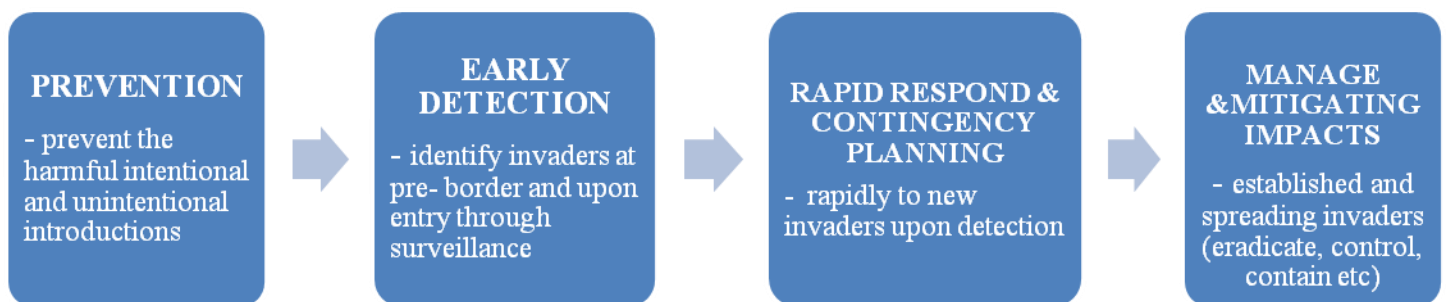 PREVENTION
- prevent the
harmful intentional
and unintentional
introductions
EARLY
DETECTION
- identify invaders at
pre- border and upon
entry through
surveillance
RAPID RESPOND &
CONTINGENCY
PLANNING
- rapidly to new
invaders upon detection
MANAGE
&MITIGATING
IMPACTS
- established and
spreading invaders
(eradicate, control,
contain etc)